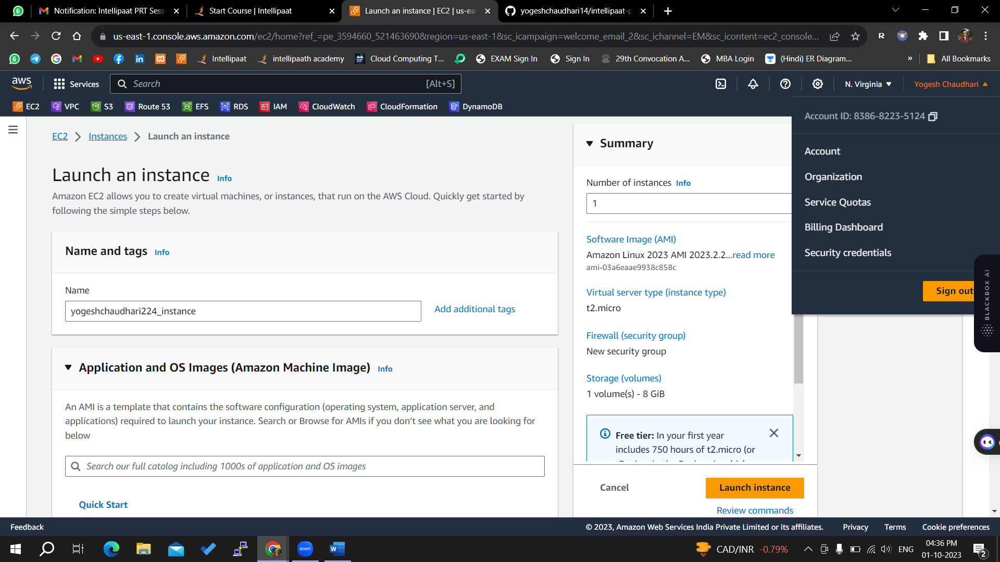 Notification: Intellipaat PRT Sess
Start Course | Intellipaat
Launch an instance | EC2 | us-eas
yogeshchaudhari14/intellipaat-p
us-east-1.console.aws.amazon.com/ec2/home?ref_=pe_3594660_521463690&region=us-east-1&sc_icampaign=welcome_email_2&sc_ichannel=EM&sc_icontent=ec2_console...
Intellipaat
intellipaath academy
Cloud Computing T...
EXAM Sign In
Sign In
29th Convocation A...
MBA Login
(Hindi) ER Diagram...
»
All Bookmarks
aws
Services
Search
[Alt+S]
N. Virginia
Yogesh Chaudhari
EC2
VPC
S3
Route 53
EFS
RDS
IAM
CloudWatch
CloudFormation
DynamoDB
Account ID: 8386-8223-5124
Account
Organization
Service Quotas
Billing Dashboard
Security credentials
Sign out
BLACKBOX AI
EC2
Instances
Launch an instance
Launch an instance Info
Amazon EC2 allows you to create virtual machines, or instances, that run on the AWS Cloud. Quickly get started by
following the simple steps below.
Name and tags Info
Name
yogeshchaudhari224_instance
Add additional tags
Application and OS Images (Amazon Machine Image) Info
An AMI is a template that contains the software configuration (operating system, application server, and
applications) required to launch your instance. Search or Browse for AMIs if you don't see what you are looking for
below
Search our full catalog including 1000s of application and OS images
Quick Start
Summary
Number of instances Info
1
Software Image (AMI)
Amazon Linux 2023 AMI 2023.2.2...read more
ami-03a6eaae9938c858c
Virtual server type (instance type)
t2.micro
Firewall (security group)
New security group
Storage (volumes)
1 volume(s) - 8 GiB
Free tier: In your first year
includes 750 hours of t2.micro (or
Cancel
Launch instance
Review commands
Feedback
© 2023, Amazon Web Services India Private Limited or its affiliates.
Privacy
Terms
Cookie preferences
zoom
CAD/INR -0.79%
ENG
04:36 PM
01-10-2023
2